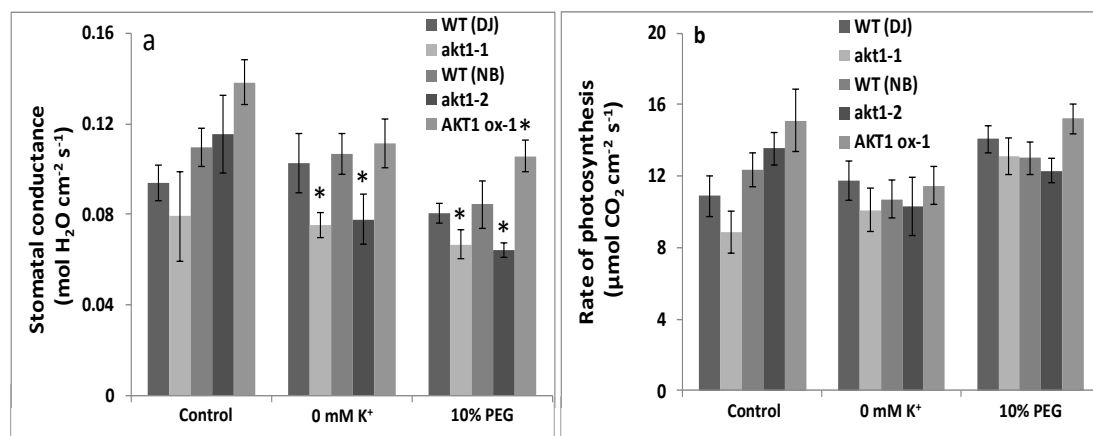 a
WT (DJ)
akt1-1
WT (NB)
akt1-2
AKT1 ox-1*
0.16
0.12
0.08
0.04
0
Stomatal conductance
(mol H₂O cm⁻² s⁻¹)
* * * *
Control
0 mM K⁺
10% PEG
b
WT (DJ)
akt1-1
WT (NB)
akt1-2
AKT1 ox-1
20
16
12
8
4
0
Rate of photosynthesis
(µmol CO₂ cm⁻² s⁻¹)
Control
0 mM K⁺
10% PEG